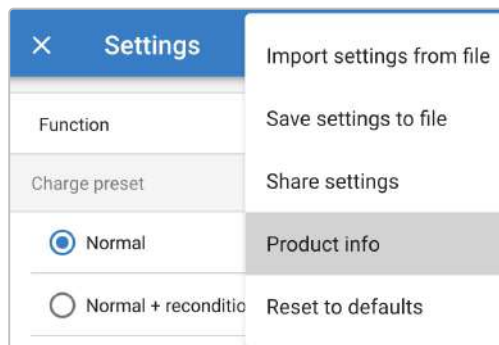 Settings
Function
Charge preset
Normal
Normal + reconditio
Import settings from file
Save settings to file
Share settings
Product info
Reset to defaults